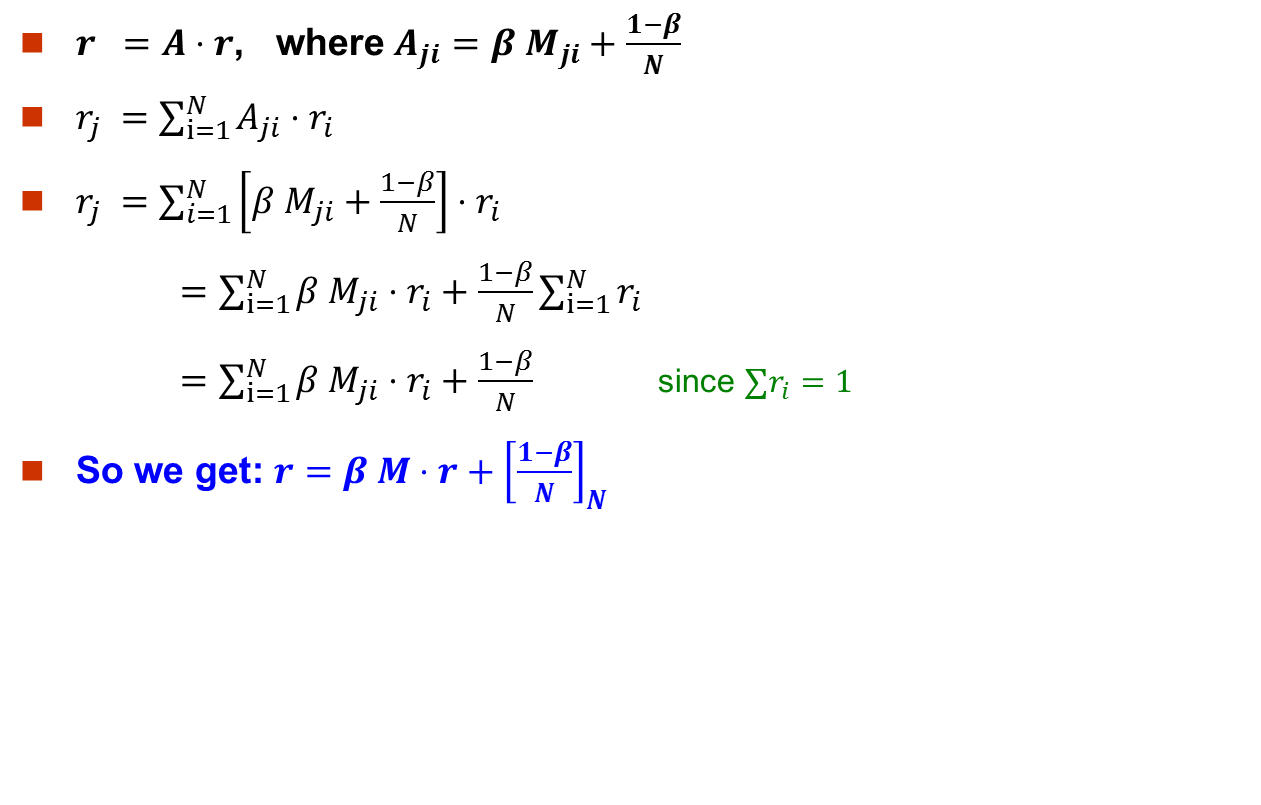 ■ r = A · r, where A_ji = β M_ji + (1−β)/N
■ r_j = ∑_{i=1}^{N} A_ji · r_i
■ r_j = ∑_{i=1}^{N} [β M_ji + (1−β)/N] · r_i
= ∑_{i=1}^{N} β M_ji · r_i + (1−β)/N ∑_{i=1}^{N} r_i
= ∑_{i=1}^{N} β M_ji · r_i + (1−β)/N since ∑r_i = 1
■ So we get: r = β M · r + [(1−β)/N]_N